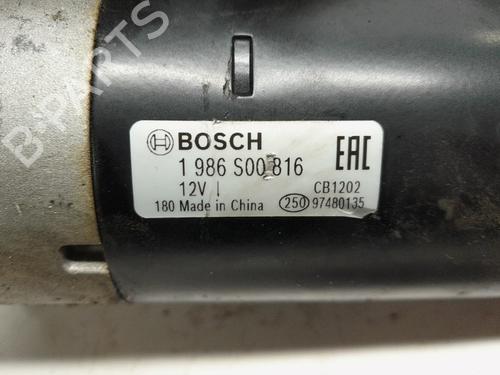 B-PARTS
BOSCH
1 986 S00 816
EAC
12V
CB1202
180 Made in China
250 97480135